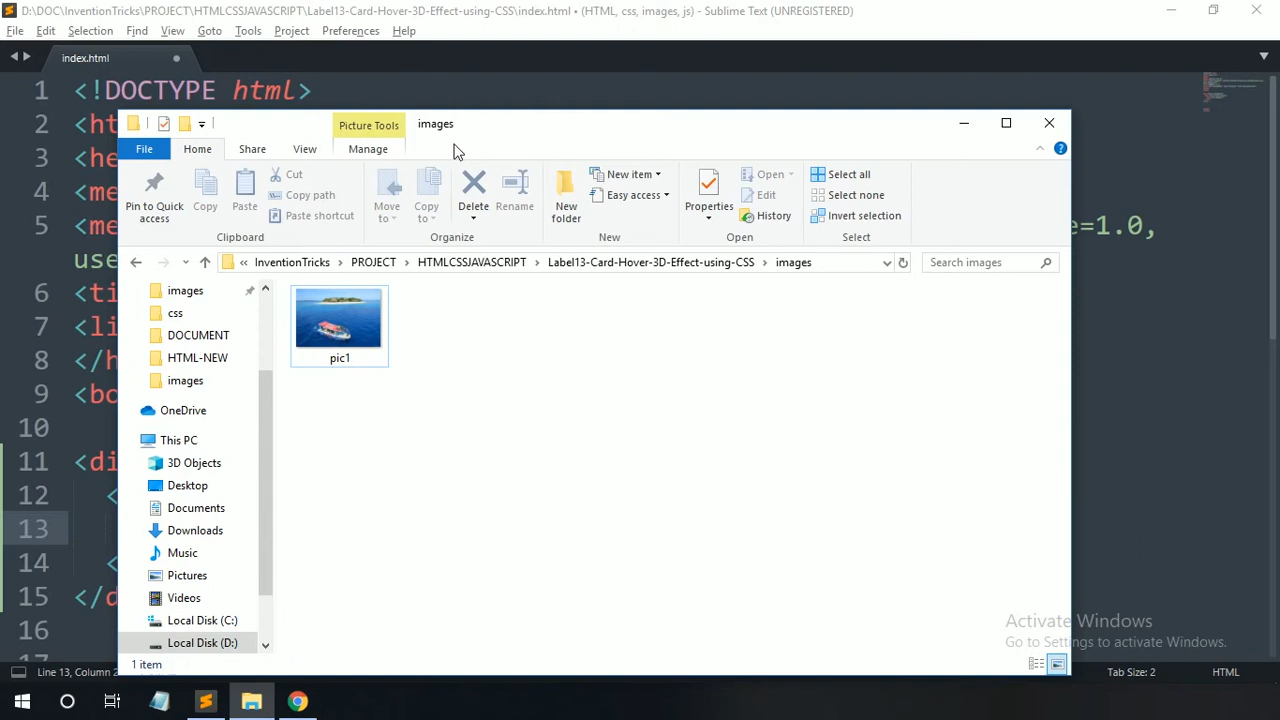 D:\DOC\InventionTricks\PROJECT\HTMLCSSJAVASCRIPT\Label13-Card-Hover-3D-Effect-using-CSS\index.html • (HTML, css, images, js) - Sublime Text (UNREGISTERED)
File Edit Selection Find View Goto Tools Project Preferences Help
index.html
1 <!DOCTYPE html>
2 <ht
3 <he
4 <me
5 <me e=1.0,
use
6 <ti
7 <li
8 </h
9 <bo
10
11 <di
12 <
13
14 <
15 </d
16
17
Picture Tools images
File Home Share View Manage
Pin to Quick access
Copy
Paste
Cut
Copy path
Paste shortcut
Clipboard
Move to
Copy to
Delete
Rename
Organize
New folder
New item
Easy access
New
Properties
Open
Edit
History
Open
Select all
Select none
Invert selection
Select
« InventionTricks > PROJECT > HTMLCSSJAVASCRIPT > Label13-Card-Hover-3D-Effect-using-CSS > images
Search images
images
css
DOCUMENT
HTML-NEW
images
OneDrive
This PC
3D Objects
Desktop
Documents
Downloads
Music
Pictures
Videos
Local Disk (C:)
Local Disk (D:)
pic1
1 item
Activate Windows
Go to Settings to activate Windows.
Line 13, Column 2
Tab Size: 2
HTML